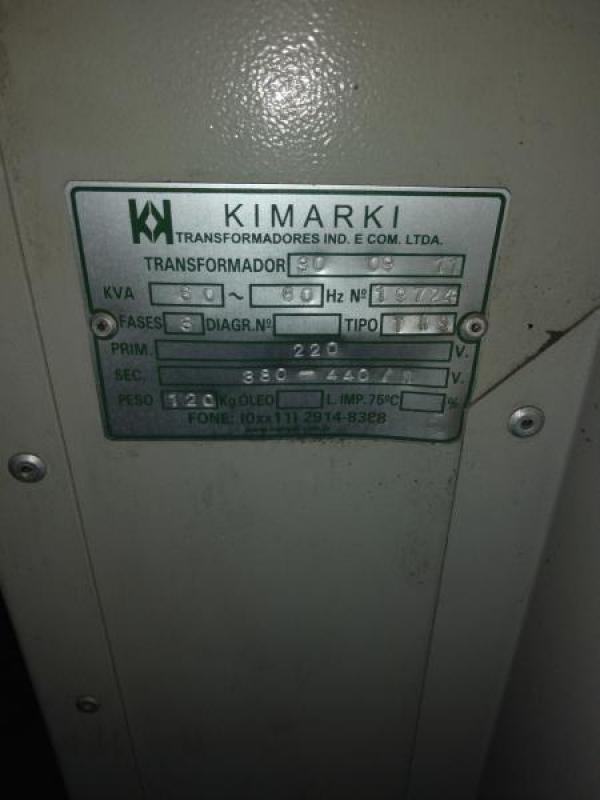 KIMARKI
TRANSFORMADORES IND. E COM. LTDA.
TRANSFORMADOR 30 09 11
KVA 60 ~ 60 Hz Nº 19724
FASES 3 DIAGR.Nº TIPO
PRIM. 220 V.
SEC. 380-440/ V.
PESO 120 Kg ÓLEO L. IMP. 75ºC %
FONE: (0xx11) 2914-8388